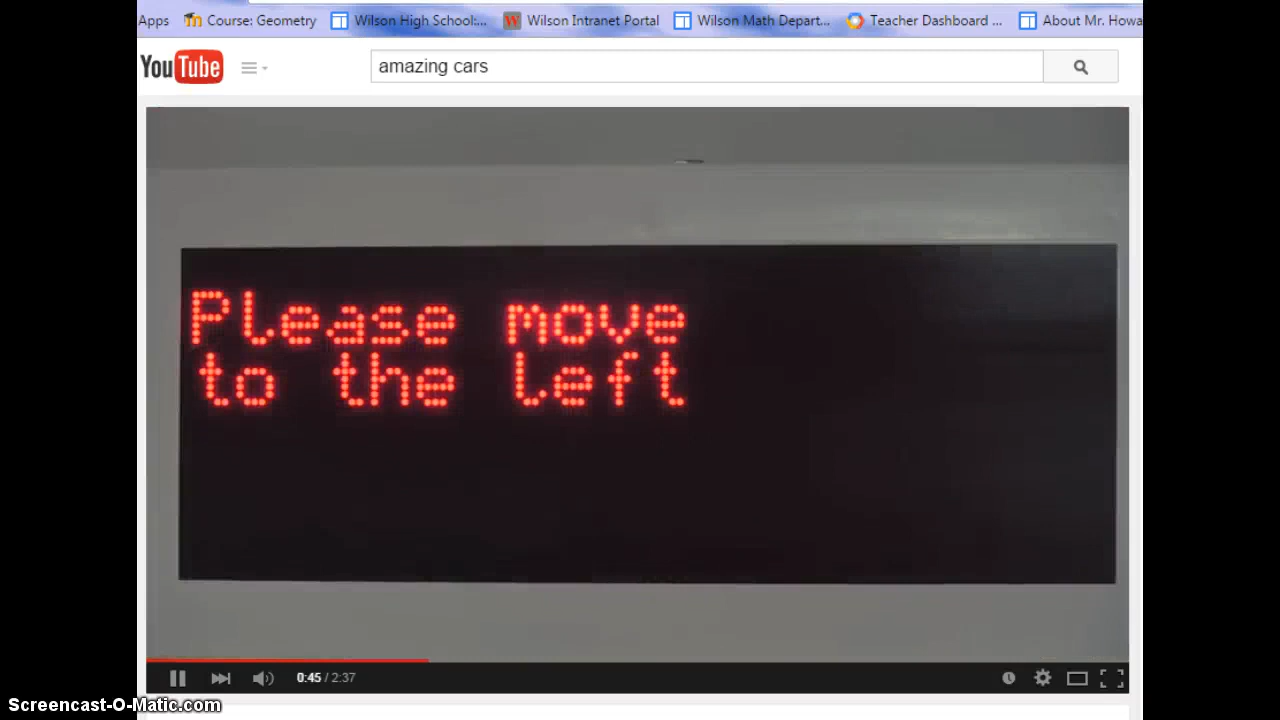 Apps Course: Geometry Wilson High School:... Wilson Intranet Portal Wilson Math Depart... Teacher Dashboard ... About Mr. Howa
YouTube amazing cars
Please move
to the left
0:45 / 2:37
Screencast-O-Matic.com